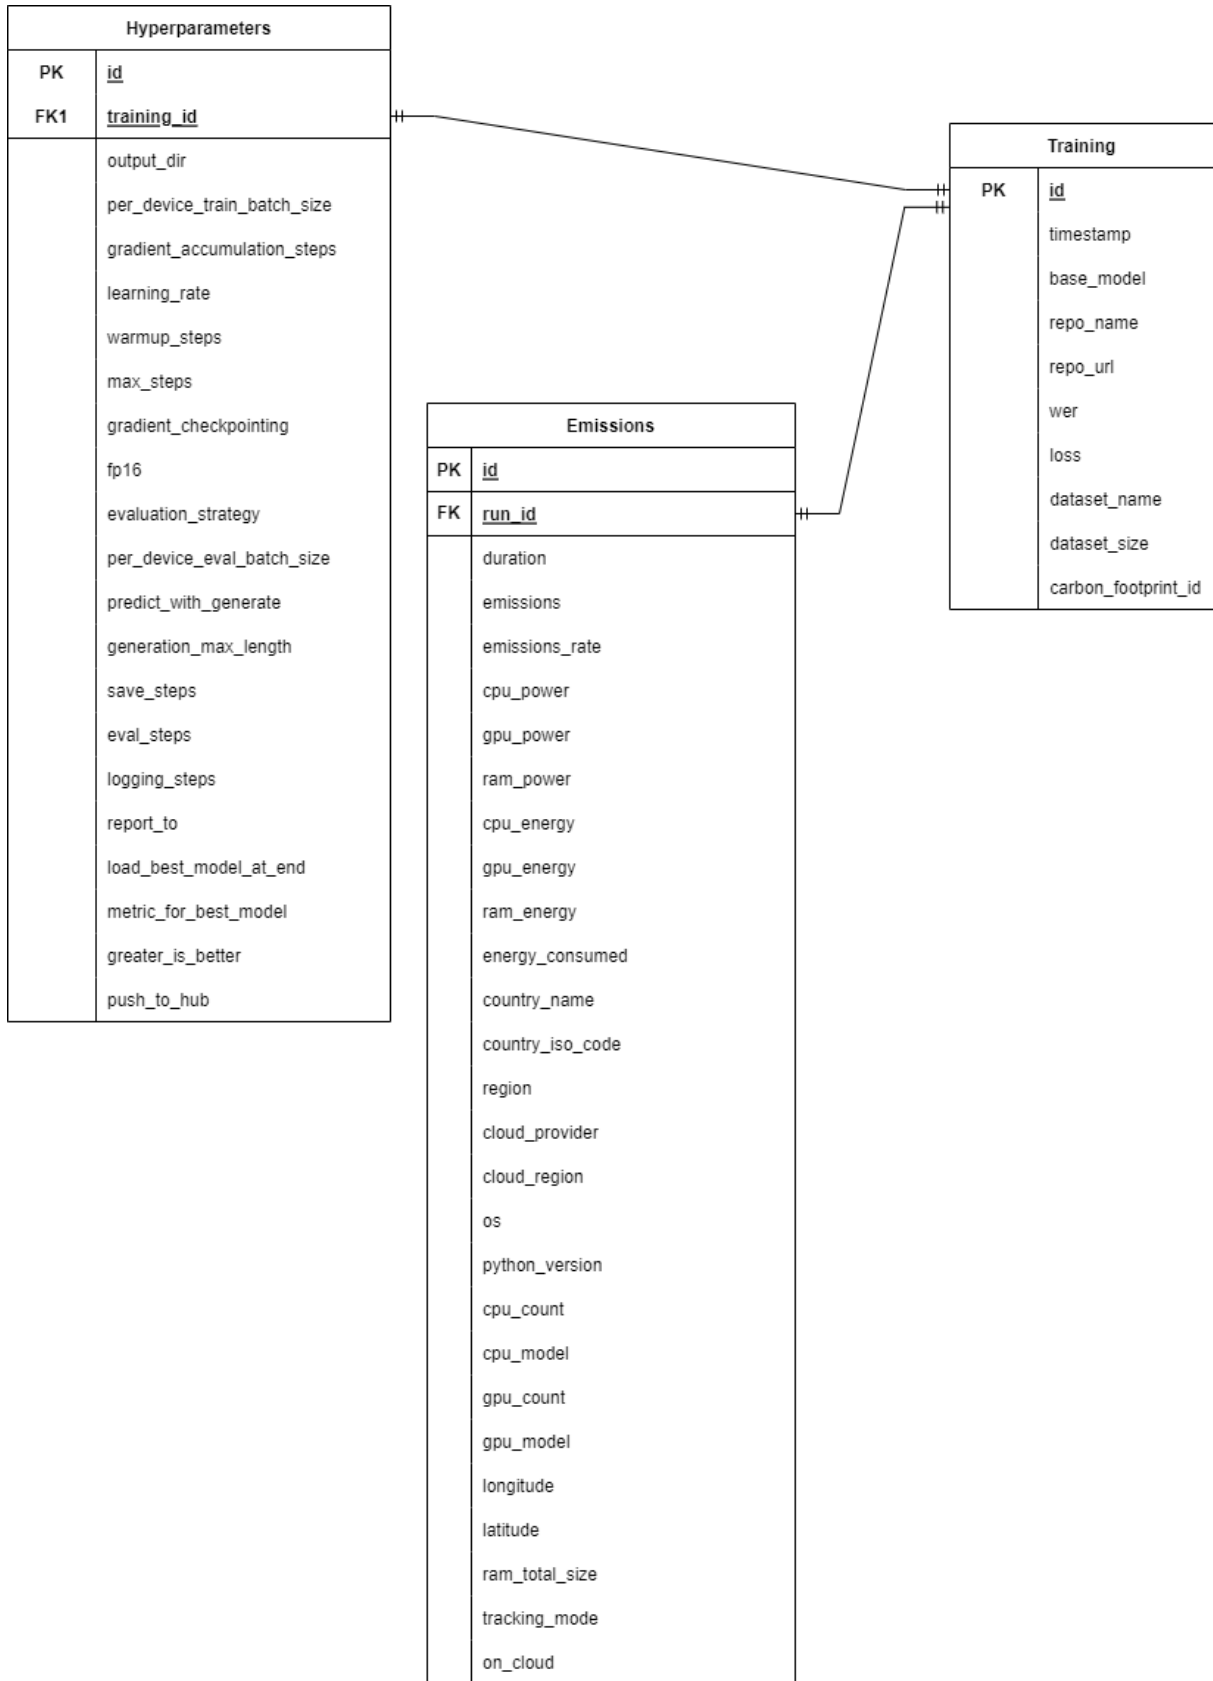 Hyperparameters
PK id
FK1 training_id
output_dir
per_device_train_batch_size
gradient_accumulation_steps
learning_rate
warmup_steps
max_steps
gradient_checkpointing
fp16
evaluation_strategy
per_device_eval_batch_size
predict_with_generate
generation_max_length
save_steps
eval_steps
logging_steps
report_to
load_best_model_at_end
metric_for_best_model
greater_is_better
push_to_hub
Emissions
PK id
FK run_id
duration
emissions
emissions_rate
cpu_power
gpu_power
ram_power
cpu_energy
gpu_energy
ram_energy
energy_consumed
country_name
country_iso_code
region
cloud_provider
cloud_region
os
python_version
cpu_count
cpu_model
gpu_count
gpu_model
longitude
latitude
ram_total_size
tracking_mode
on_cloud
Training
PK id
timestamp
base_model
repo_name
repo_url
wer
loss
dataset_name
dataset_size
carbon_footprint_id